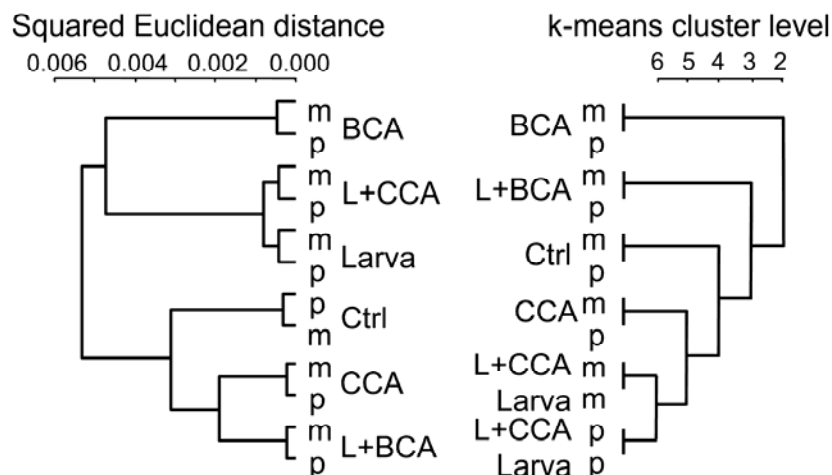 Squared Euclidean distance
0.006 0.004 0.002 0.000
m
p
BCA
m
p
L+CCA
m
p
Larva
p
m
Ctrl
m
p
CCA
m
p
L+BCA
k-means cluster level
6 5 4 3 2
BCA m
p
L+BCA m
p
Ctrl m
p
CCA m
p
L+CCA m
Larva m
L+CCA p
Larva p